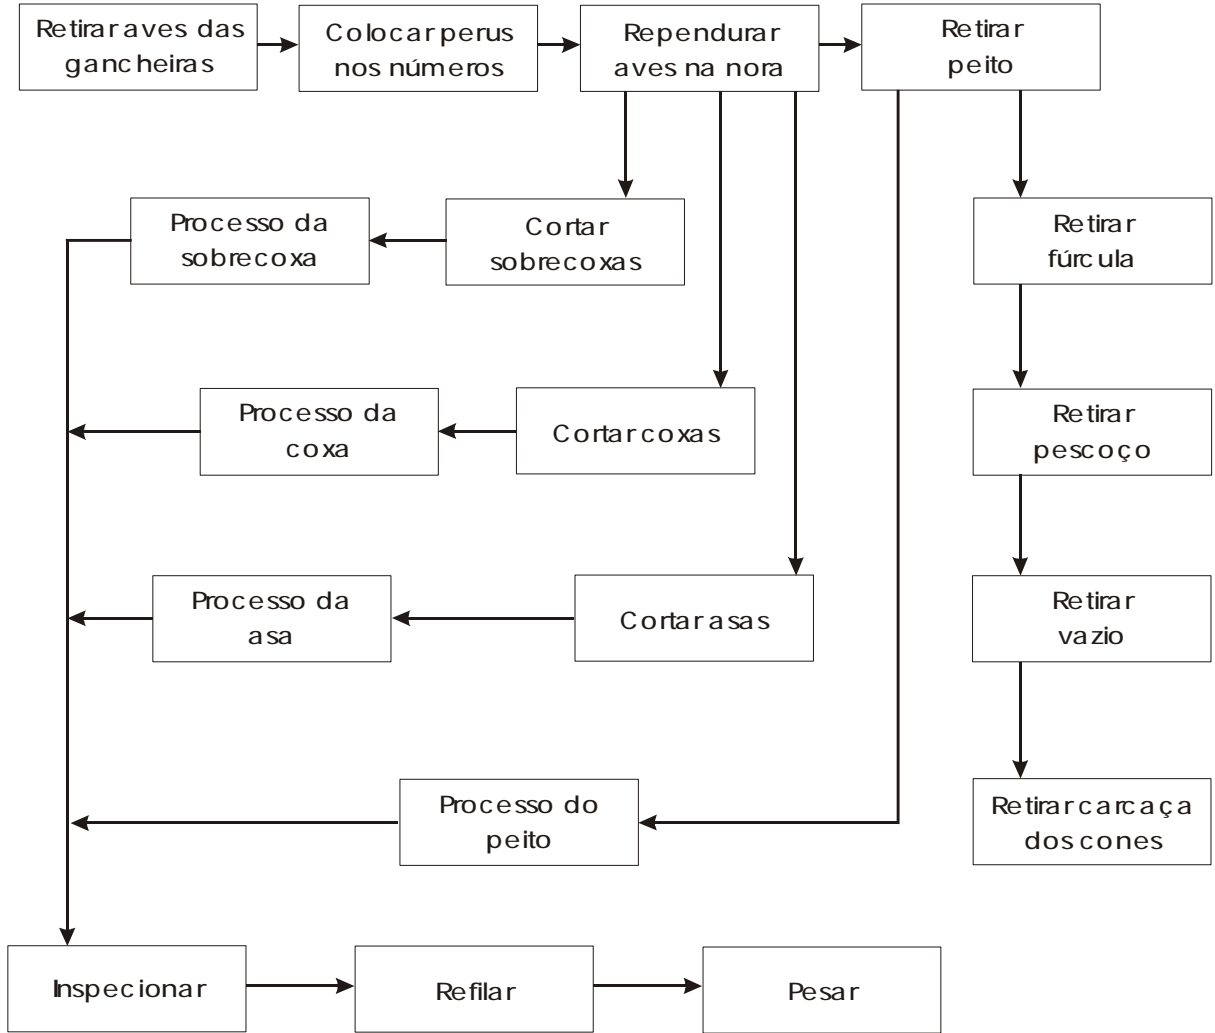 Retirar aves das
gancheiras
Colocar perus
nos números
Rependurar
aves na nora
Retirar
peito
Processo da
sobrecoxa
Cortar
sobrecoxas
Retirar
fúrcula
Processo da
coxa
Cortar coxas
Retirar
pescoço
Processo da
asa
Cortar asas
Retirar
vazio
Processo do
peito
Retirar carcaça
dos cones
Inspecionar
Refilar
Pesar